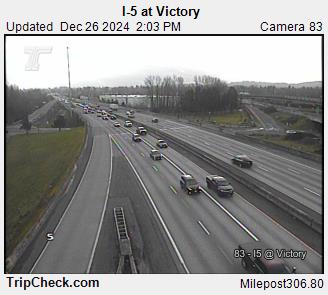 I-5 at Victory
Updated Dec 26 2024 2:03 PM Camera 83
T
S
83 - I5 @ Victory
TripCheck.com Milepost306.80